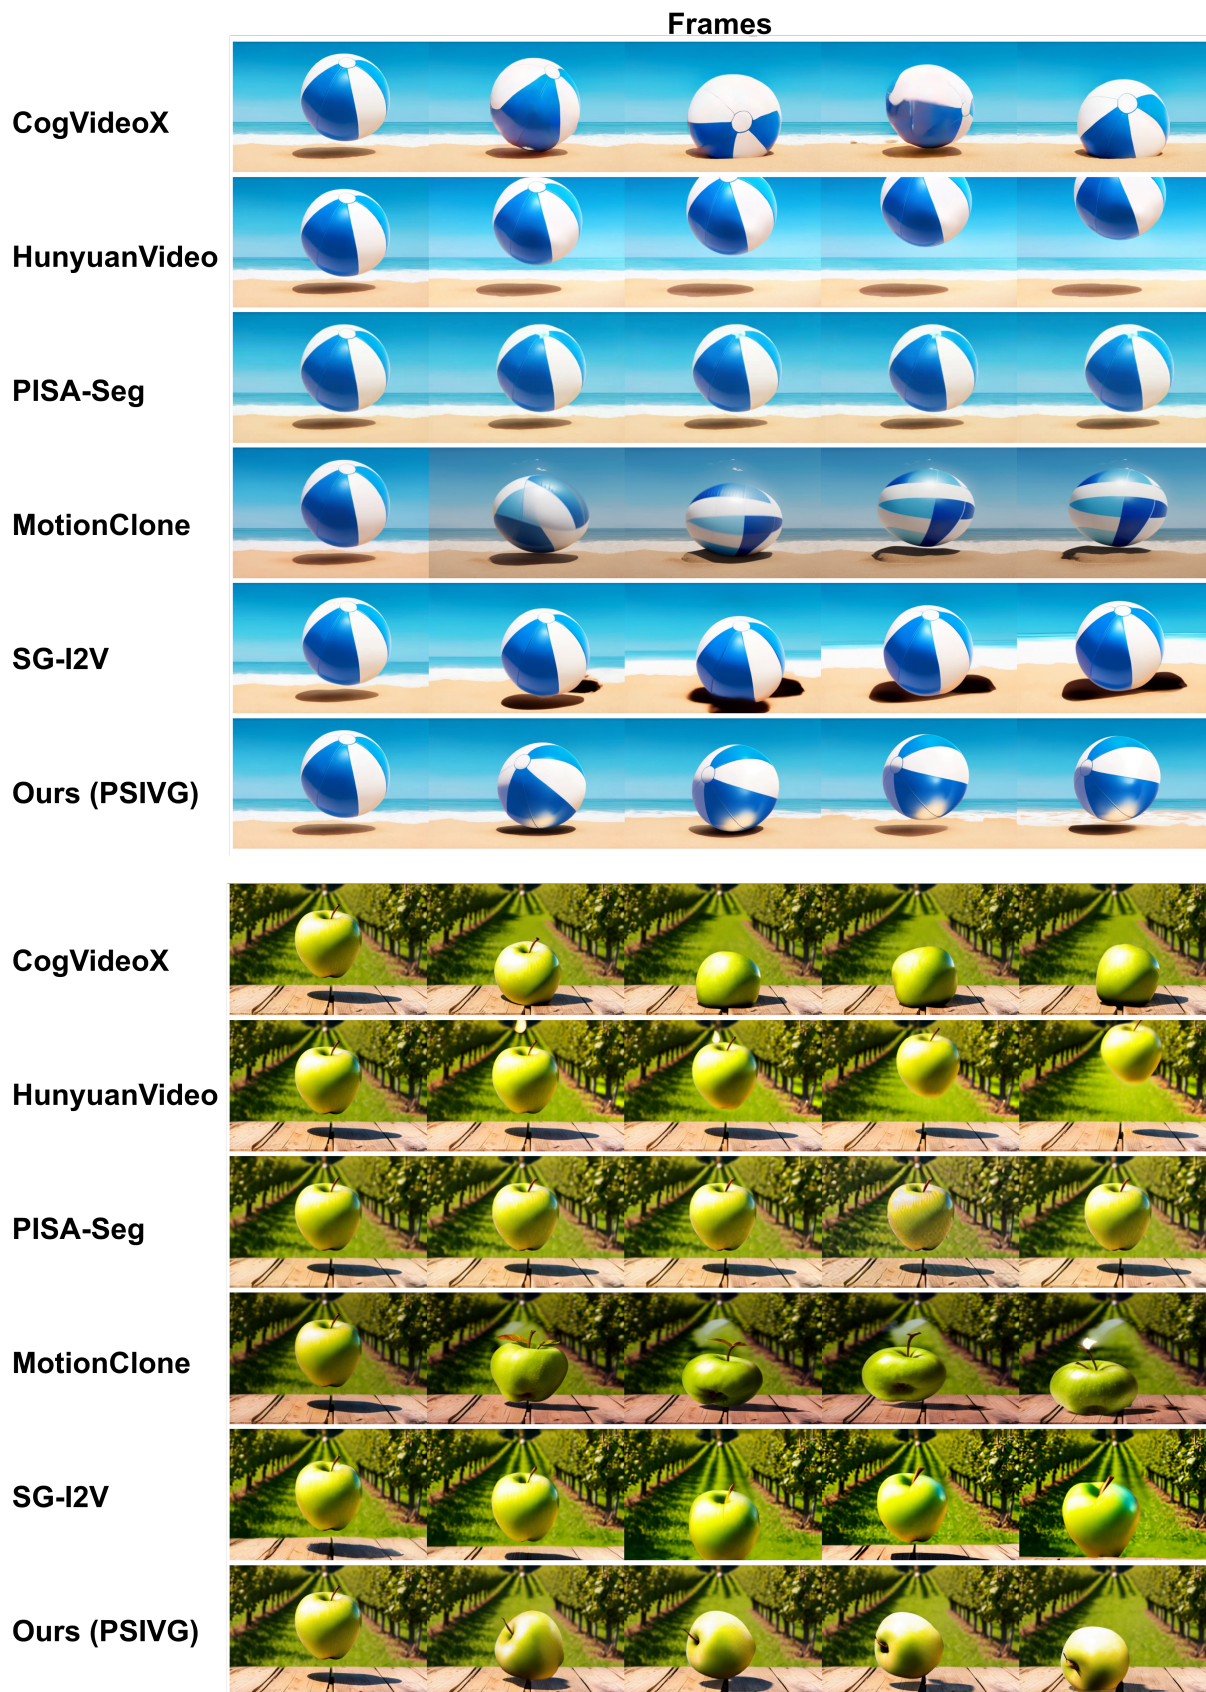 Frames
CogVideoX
HunyuanVideo
PISA-Seg
MotionClone
SG-I2V
Ours (PSIVG)
CogVideoX
HunyuanVideo
PISA-Seg
MotionClone
SG-I2V
Ours (PSIVG)